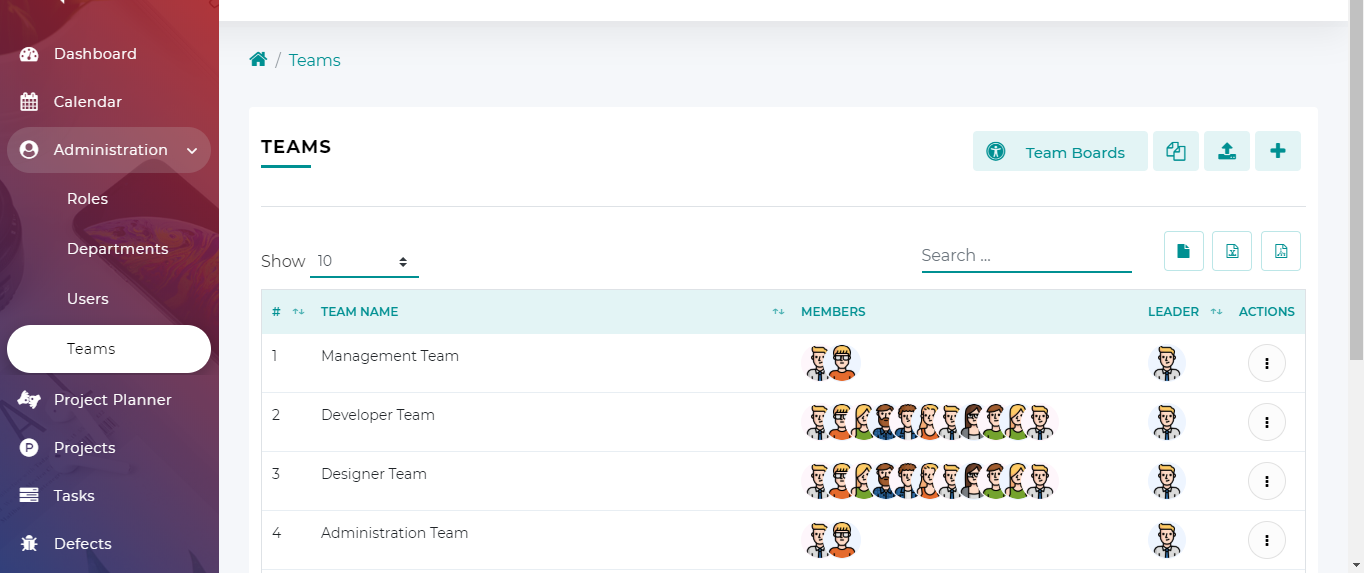 Dashboard
Calendar
Administration
Roles
Departments
Users
Teams
Project Planner
Projects
Tasks
Defects
/ Teams
TEAMS
Team Boards
Show 10
Search ...
# TEAM NAME MEMBERS LEADER ACTIONS
1 Management Team
2 Developer Team
3 Designer Team
4 Administration Team